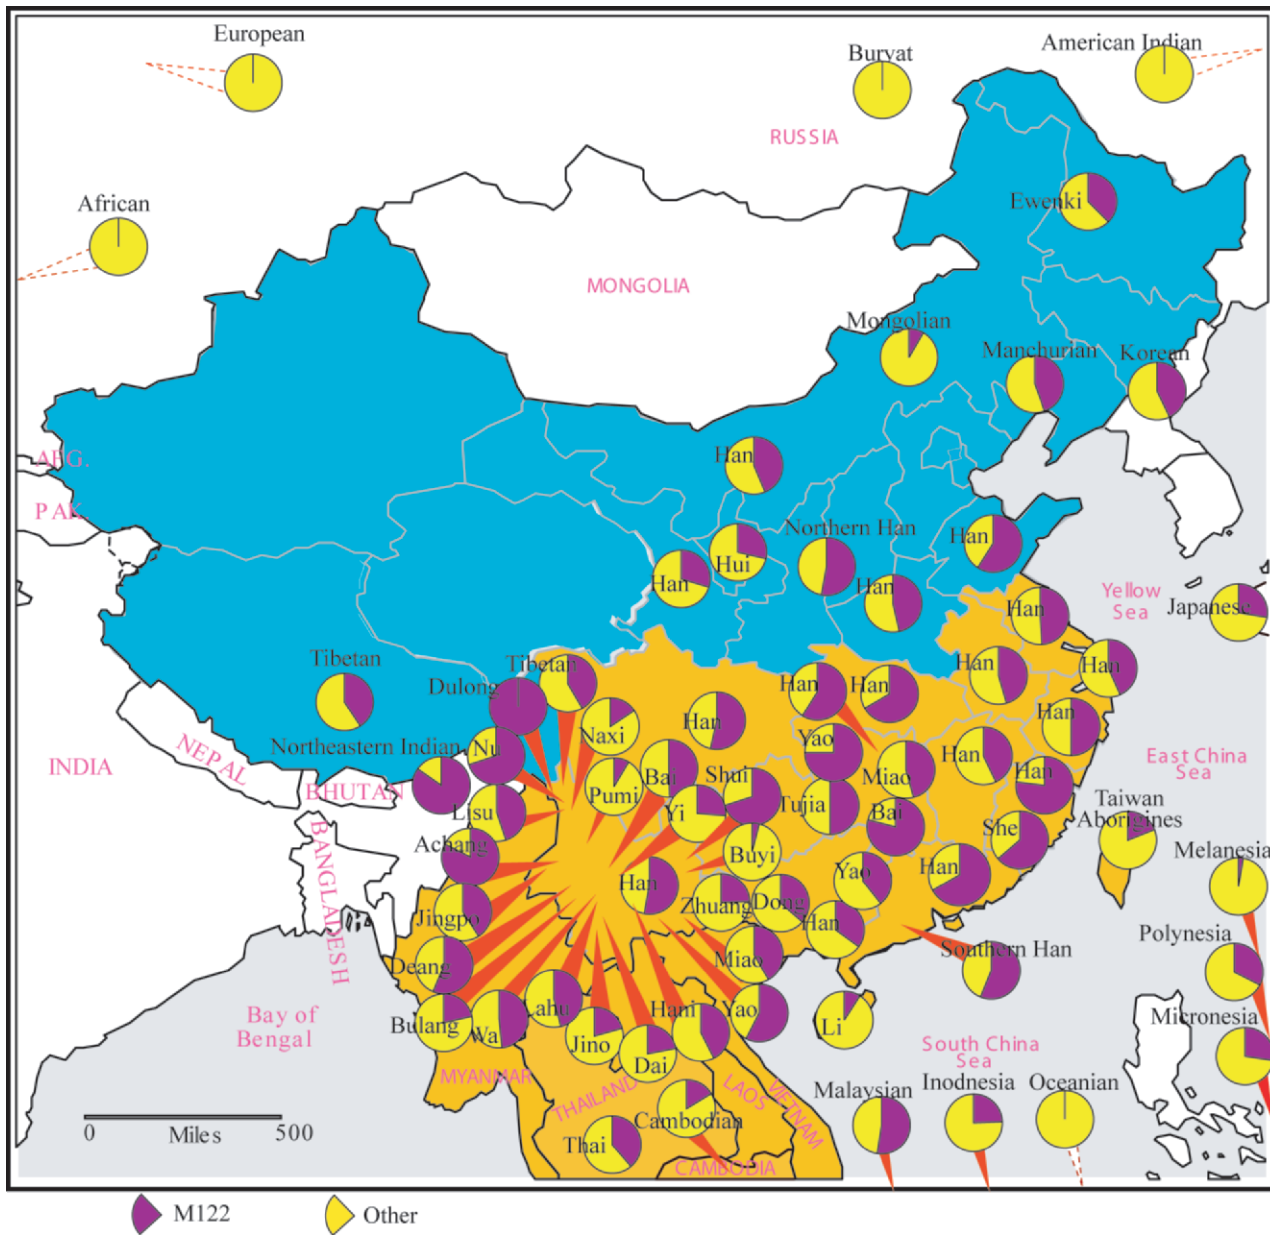 European
Buryat
American Indian
RUSSIA
African
Ewenki
MONGOLIA
Mongolian
Manchurian
Korean
AFG.
Han
PAK.
Northern Han
Han
Hui
Han
Han
Yellow
Sea
Han
Japanese
Tibetan
Tibetan
Dulong
Han
Han
Han
Han
Han
Naxi
Han
Northeastern Indian
Nu
Yao
Han
Han
NEPAL
INDIA
East China
Sea
BHUTAN
Pumi
Bai
Shui
Miao
Yi
Tujia
Bai
Taiwan
Aborigines
Lisu
She
Achang
BANGLADESH
Buyi
Melanesia
Yao
Han
Han
Jingpo
Zhuang
Dong
Han
Polynesia
Southern Han
Deang
Miao
Lahu
Hani
Yao
Micronesia
Bay of
Bengal
Bulang
Wa
Jino
Li
South China
Sea
Dai
MYANMAR
THAILAND
LAOS
VIETNAM
Malaysian
Inodnesia
Oceanian
Cambodian
0 Miles 500
Thai
CAMBODIA
M122
Other